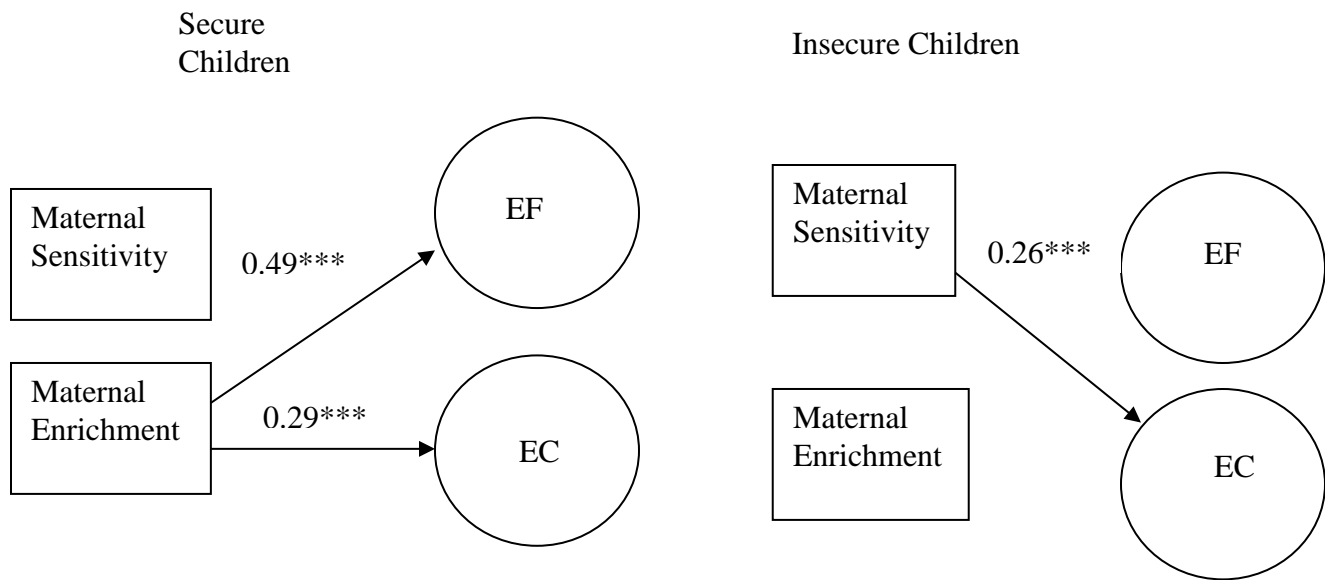 Secure
Children
Insecure Children
Maternal
Sensitivity
0.49***
EF
Maternal
Enrichment
0.29***
EC
Maternal
Sensitivity
0.26***
EF
Maternal
Enrichment
EC